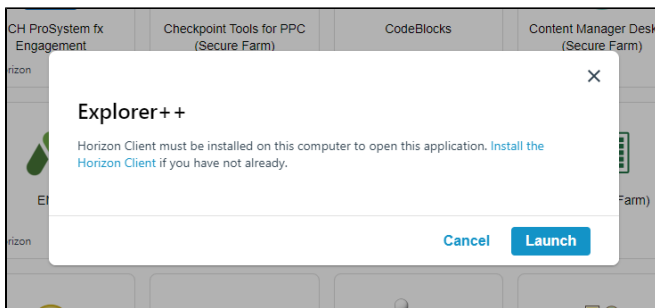 CH ProSystem fx
Engagement
Checkpoint Tools for PPC
(Secure Farm)
CodeBlocks
Content Manager Desk
(Secure Farm)
rizon
Explorer++
Horizon Client must be installed on this computer to open this application. Install the
Horizon Client if you have not already.
Farm)
rizon
Cancel
Launch